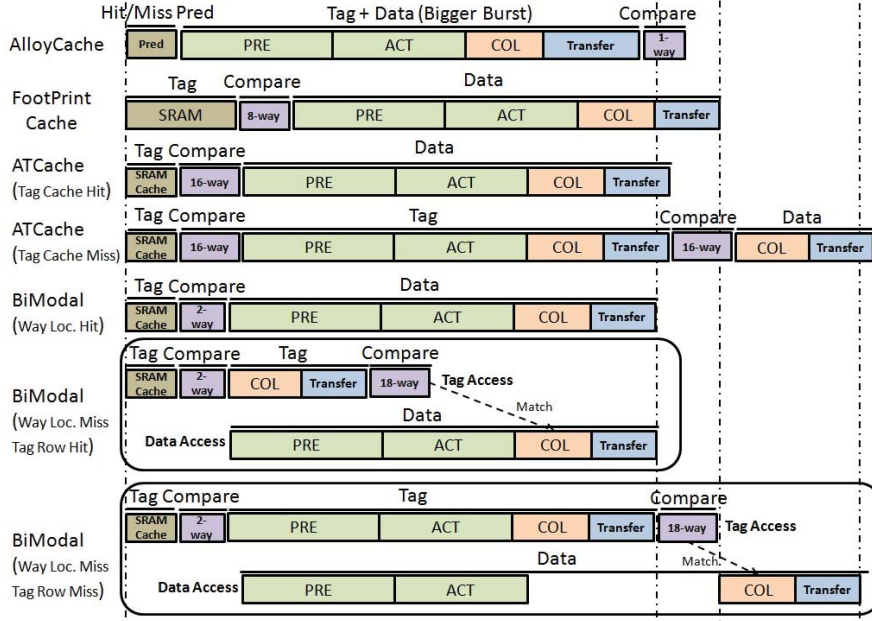 Hit/Miss Pred Tag + Data (Bigger Burst) Compare
AlloyCache Pred PRE ACT COL Transfer 1-way
Tag Compare Data
FootPrint Cache SRAM 8-way PRE ACT COL Transfer
Tag Compare Data
ATCache (Tag Cache Hit) SRAM Cache 16-way PRE ACT COL Transfer
Tag Compare Tag Compare Data
ATCache (Tag Cache Miss) SRAM Cache 16-way PRE ACT COL Transfer 16-way COL Transfer
Tag Compare Data
BiModal (Way Loc. Hit) SRAM Cache 2-way PRE ACT COL Transfer
Tag Compare Tag Compare
SRAM Cache 2-way COL Transfer 18-way Tag Access
Match
Data
BiModal (Way Loc. Miss Tag Row Hit) Data Access PRE ACT COL Transfer
Tag Compare Tag Compare
SRAM Cache 2-way PRE ACT COL Transfer 18-way Tag Access
Data Match
BiModal (Way Loc. Miss Tag Row Miss) Data Access PRE ACT COL Transfer